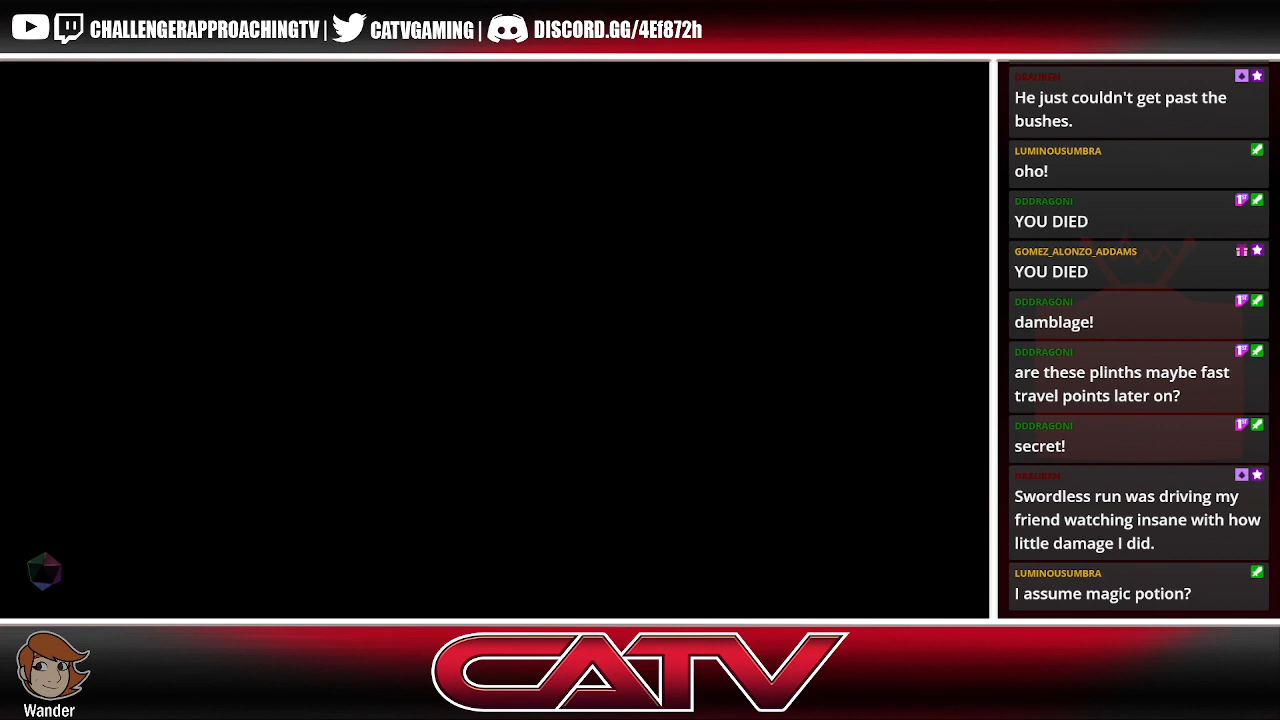 CHALLENGERAPPROACHINGTV | CATVGAMING | DISCORD.GG/4Ef872h
DRAUREM
He just couldn't get past the
bushes.
LUMINOUSUMBRA
oho!
DDDRAGONI
YOU DIED
GOMEZ_ALONZO_ADDAMS
YOU DIED
DDDRAGONI
damblage!
DDDRAGONI
are these plinths maybe fast
travel points later on?
DDDRAGONI
secret!
Swordless run was driving my
friend watching insane with how
little damage I did.
LUMINOUSUMBRA
I assume magic potion?
CATV
Wander